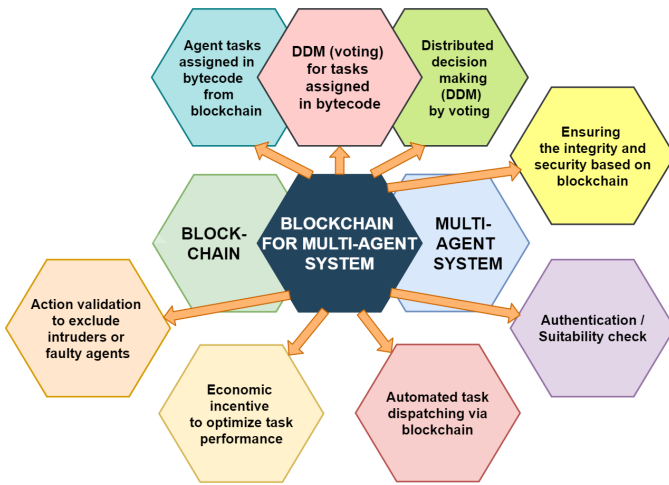 Agent tasks
assigned in
bytecode
from
blockchain
DDM (voting)
for tasks
assigned
in bytecode
Distributed
decision
making
(DDM)
by voting
Ensuring
the integrity and
security based on
blockchain
BLOCK-
CHAIN
BLOCKCHAIN
FOR MULTI-AGENT
SYSTEM
MULTI-
AGENT
SYSTEM
Action validation
to exclude
intruders or
faulty agents
Authentication /
Suitability check
Economic
incentive
to optimize task
performance
Automated task
dispatching via
blockchain